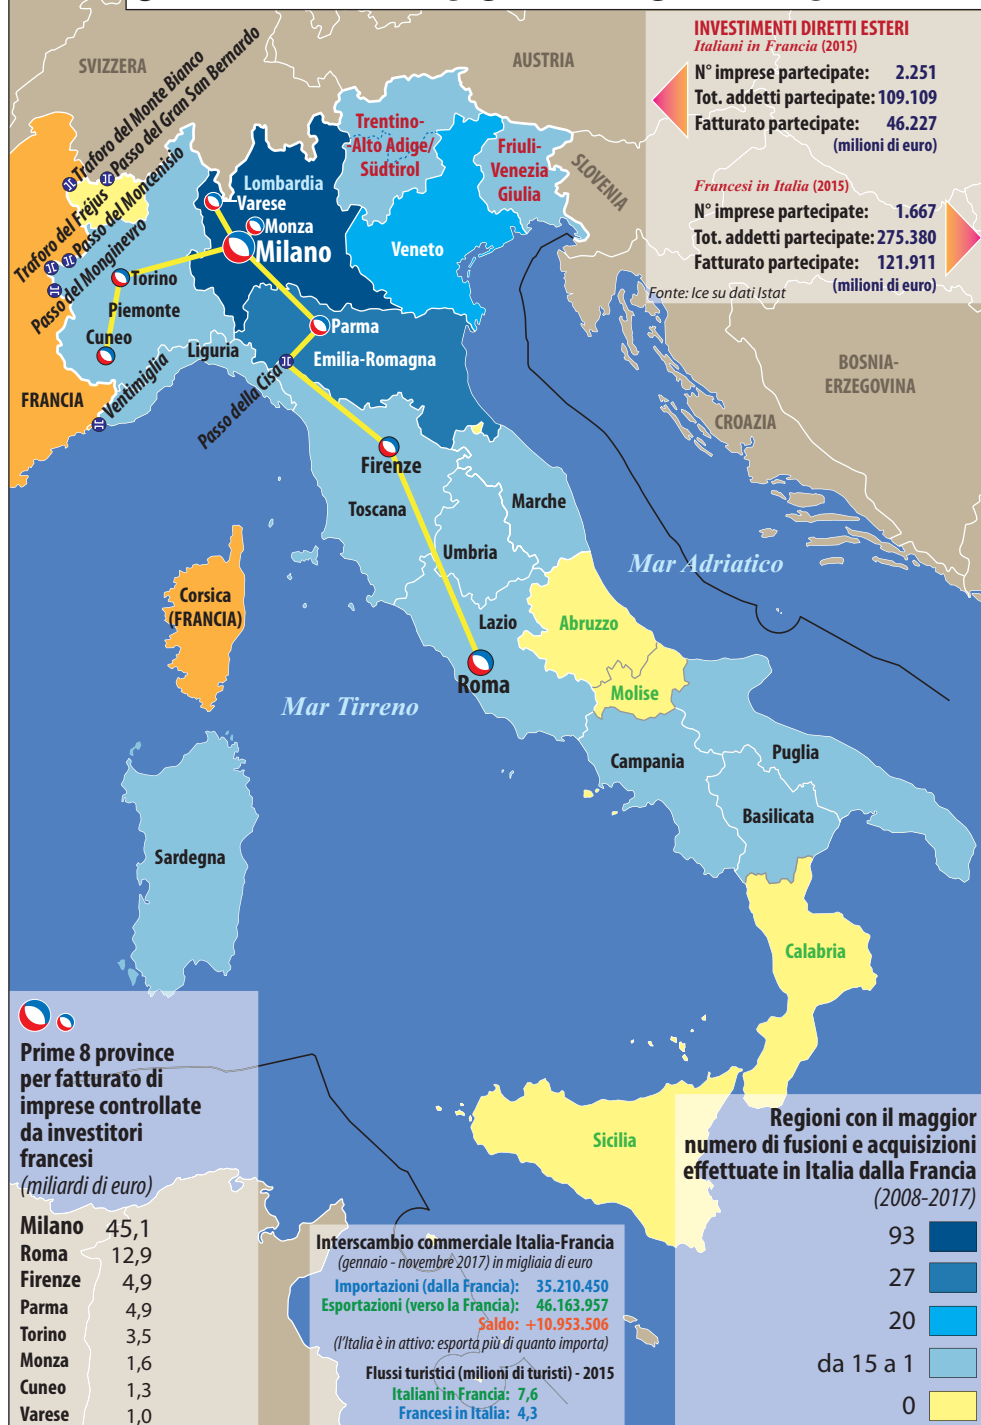 SVIZZERA
AUSTRIA
SLOVENIA
CROAZIA
BOSNIA-
ERZEGOVINA
FRANCIA
INVESTIMENTI DIRETTI ESTERI
Italiani in Francia (2015)
N° imprese partecipate: 2.251
Tot. addetti partecipate: 109.109
Fatturato partecipate: 46.227
(milioni di euro)
Francesi in Italia (2015)
N° imprese partecipate: 1.667
Tot. addetti partecipate: 275.380
Fatturato partecipate: 121.911
(milioni di euro)
Fonte: Ice su dati Istat
Traforo del Monte Bianco
Passo del Gran San Bernardo
Traforo del Fréjus
Passo del Moncenisio
Passo del Monginevro
Ventimiglia
Passo della Cisa
Trentino-
-Alto Adige/
Südtirol
Friuli-
Venezia
Giulia
Lombardia
Varese
Monza
Milano
Veneto
Torino
Piemonte
Cuneo
Liguria
Parma
Emilia-Romagna
Firenze
Toscana
Marche
Umbria
Lazio
Abruzzo
Molise
Roma
Corsica
(FRANCIA)
Mar Adriatico
Mar Tirreno
Campania
Puglia
Basilicata
Sardegna
Calabria
Sicilia
Prime 8 province
per fatturato di
imprese controllate
da investitori
francesi
(miliardi di euro)
Milano 45,1
Roma 12,9
Firenze 4,9
Parma 4,9
Torino 3,5
Monza 1,6
Cuneo 1,3
Varese 1,0
Interscambio commerciale Italia-Francia
(gennaio - novembre 2017) in migliaia di euro
Importazioni (dalla Francia): 35.210.450
Esportazioni (verso la Francia): 46.163.957
Saldo: +10.953.506
(l'Italia è in attivo: esporta più di quanto importa)
Flussi turistici (milioni di turisti) - 2015
Italiani in Francia: 7,6
Francesi in Italia: 4,3
Regioni con il maggior
numero di fusioni e acquisizioni
effettuate in Italia dalla Francia
(2008-2017)
93
27
20
da 15 a 1
0